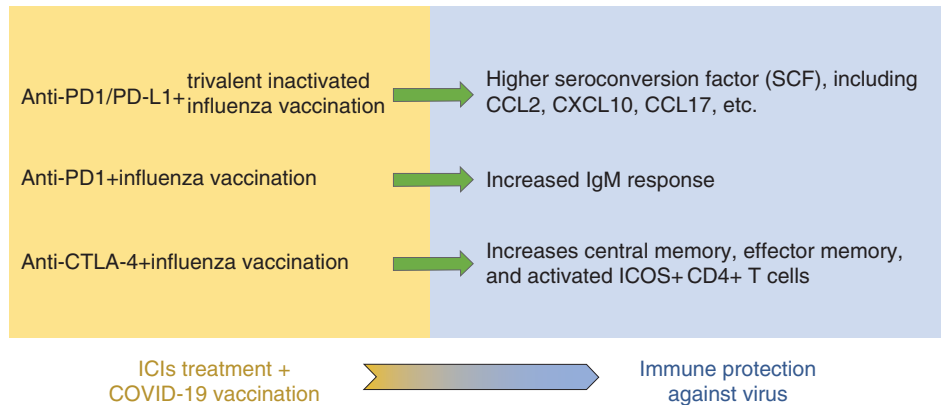 Anti-PD1/PD-L1+ trivalent inactivated
influenza vaccination
Higher seroconversion factor (SCF), including
CCL2, CXCL10, CCL17, etc.
Anti-PD1+influenza vaccination
Increased IgM response
Anti-CTLA-4+influenza vaccination
Increases central memory, effector memory,
and activated ICOS+ CD4+ T cells
ICIs treatment +
COVID-19 vaccination
Immune protection
against virus